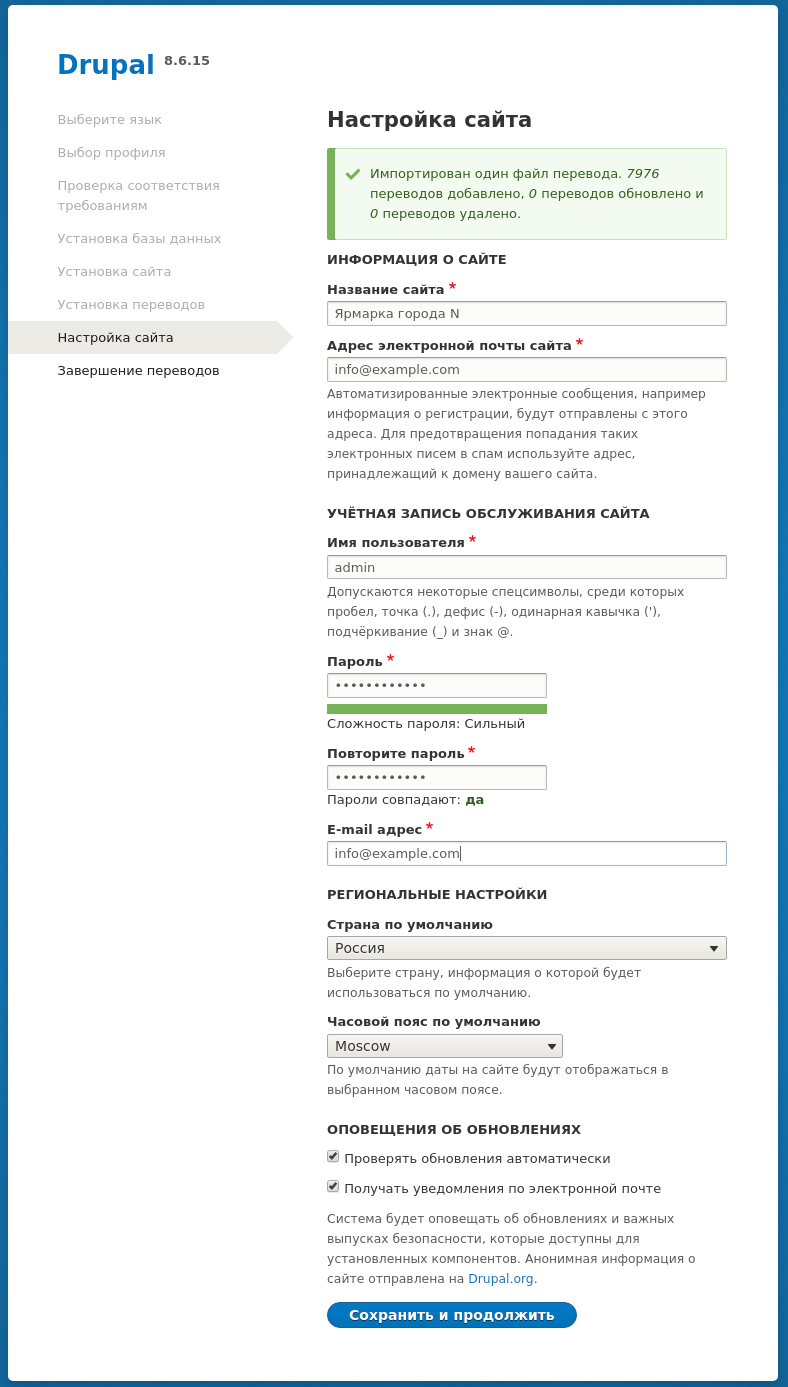 Drupal 8.6.15
Выберите язык
Выбор профиля
Проверка соответствия
требованиям
Установка базы данных
Установка сайта
Установка переводов
Настройка сайта
Завершение переводов
Настройка сайта
Импортирован один файл перевода. 7976
переводов добавлено, 0 переводов обновлено и
0 переводов удалено.
ИНФОРМАЦИЯ О САЙТЕ
Название сайта *
Ярмарка города N
Адрес электронной почты сайта *
info@example.com
Автоматизированные электронные сообщения, например
информация о регистрации, будут отправлены с этого
адреса. Для предотвращения попадания таких
электронных писем в спам используйте адрес,
принадлежащий к домену вашего сайта.
УЧЁТНАЯ ЗАПИСЬ ОБСЛУЖИВАНИЯ САЙТА
Имя пользователя *
admin
Допускаются некоторые спецсимволы, среди которых
пробел, точка (.), дефис (-), одинарная кавычка ('),
подчёркивание (_) и знак @.
Пароль *
••••••••••••
Сложность пароля: Сильный
Повторите пароль *
••••••••••••
Пароли совпадают: да
E-mail адрес *
info@example.com
РЕГИОНАЛЬНЫЕ НАСТРОЙКИ
Страна по умолчанию
Россия
Выберите страну, информация о которой будет
использоваться по умолчанию.
Часовой пояс по умолчанию
Moscow
По умолчанию даты на сайте будут отображаться в
выбранном часовом поясе.
ОПОВЕЩЕНИЯ ОБ ОБНОВЛЕНИЯХ
Проверять обновления автоматически
Получать уведомления по электронной почте
Система будет оповещать об обновлениях и важных
выпусках безопасности, которые доступны для
установленных компонентов. Анонимная информация о
сайте отправлена на Drupal.org.
Сохранить и продолжить